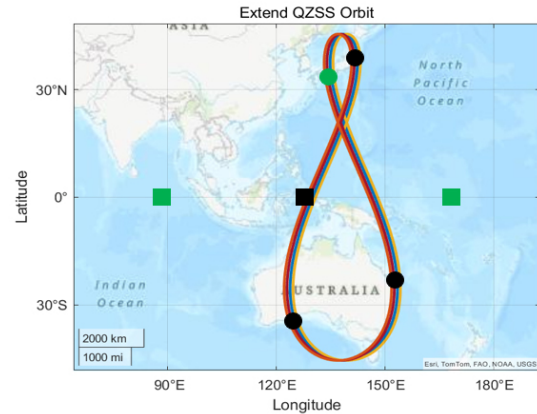 Extend QZSS Orbit
North
Pacific
Ocean
30°N
Latitude
0°
Indian
Ocean
AUSTRALIA
30°S
2000 km
1000 mi
Esri, TomTom, FAO, NOAA, USGS
90°E
120°E
150°E
180°E
Longitude